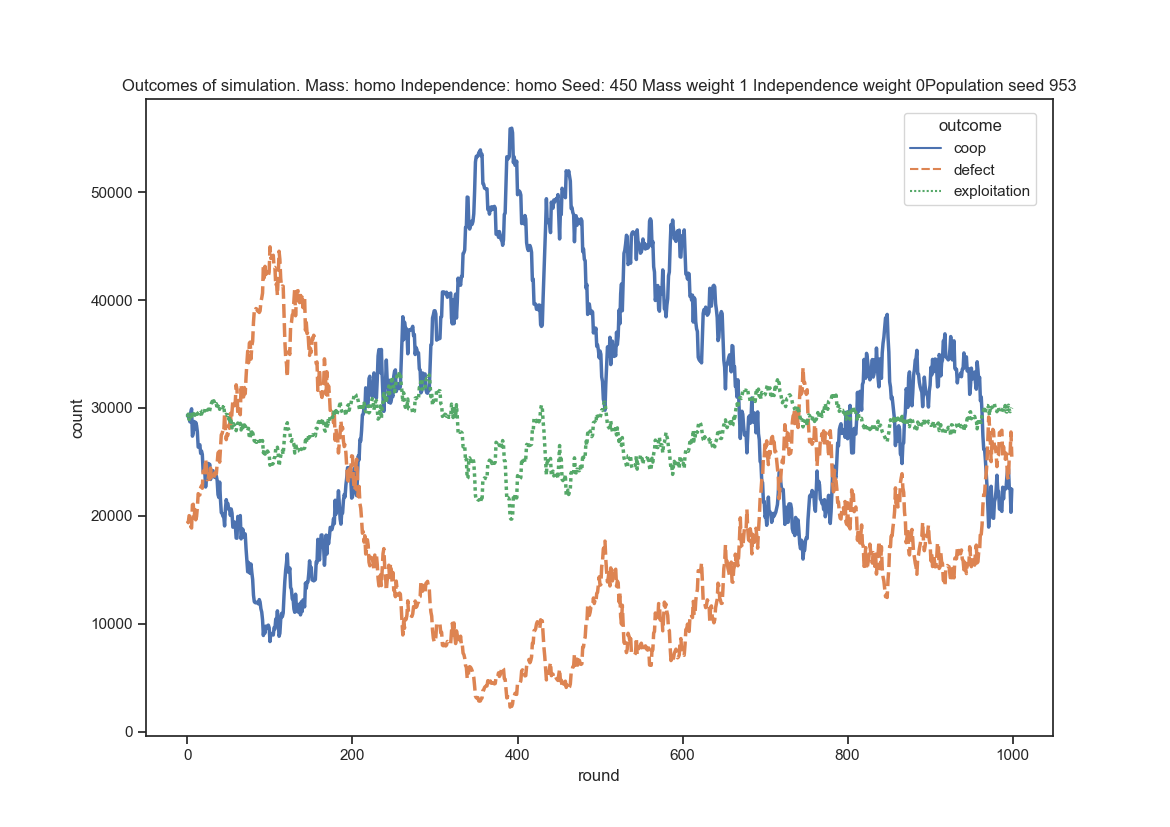 Outcomes of simulation. Mass: homo Independence: homo Seed: 450 Mass weight 1 Independence weight 0Population seed 953
outcome
coop
defect
exploitation
50000
40000
30000
20000
10000
0
count
0 200 400 600 800 1000
round